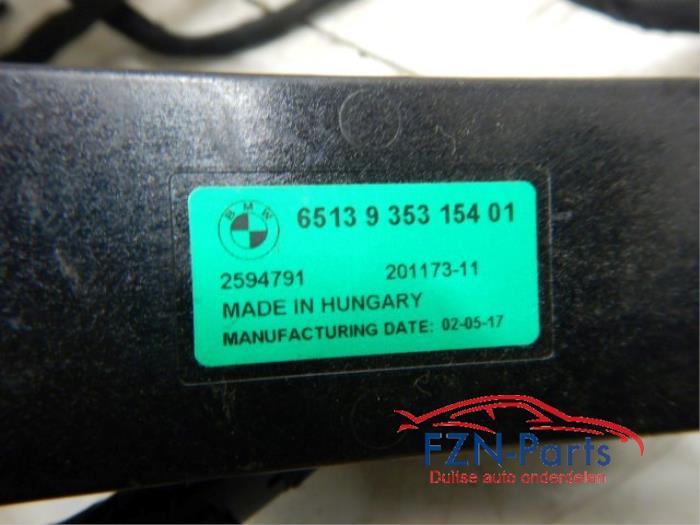 BMW
6513 9 353 154 01
2594791 201173-11
MADE IN HUNGARY
MANUFACTURING DATE: 02-05-17
FZN-Parts
Duitse auto onderdelen